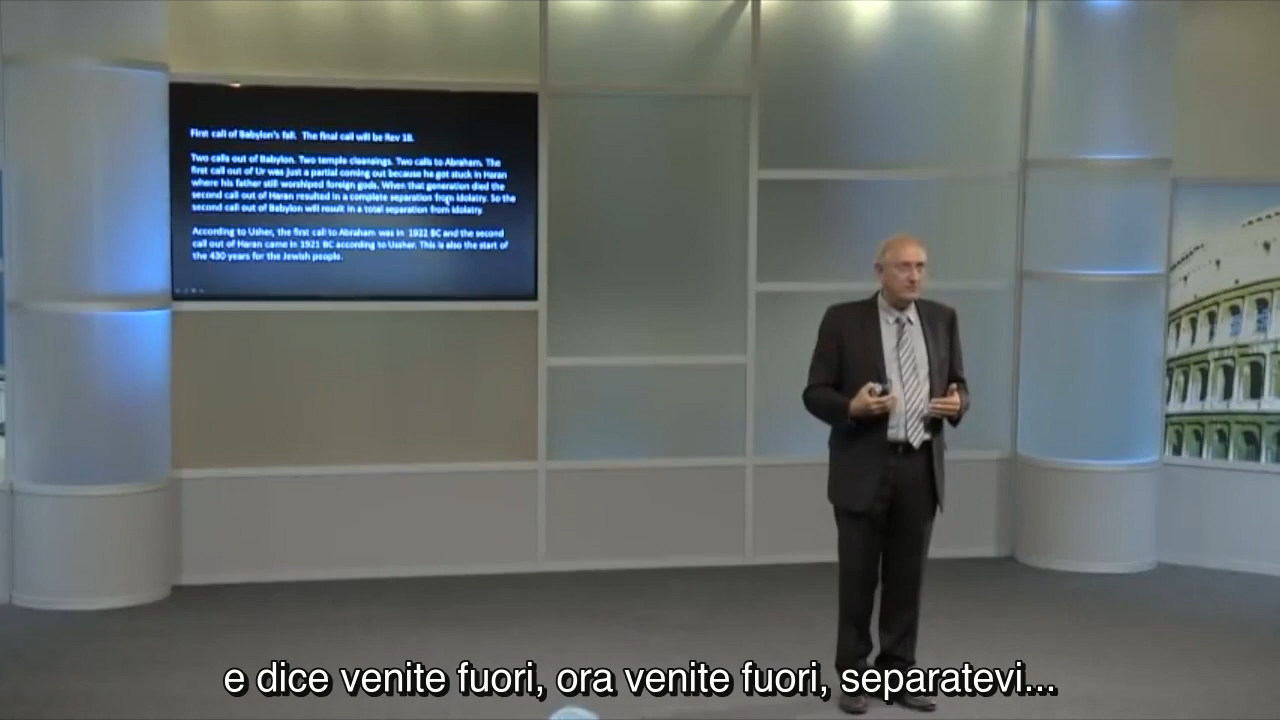 First call of Babylon's fall. The final call will be Rev 18.
Two calls out of Babylon. Two temple cleansings. Two calls to Abraham. The
first call out of Ur was just a partial coming out because he got stuck in Haran
where his father still worshiped foreign gods. When that generation died the
second call out of Haran resulted in a complete separation from idolatry. So the
second call out of Babylon will result in a total separation from idolatry.
According to Usher, the first call to Abraham was in 1922 BC and the second
call out of Haran came in 1921 BC according to Ussher. This is also the start of
the 430 years for the Jewish people.
e dice venite fuori, ora venite fuori, separatevi...